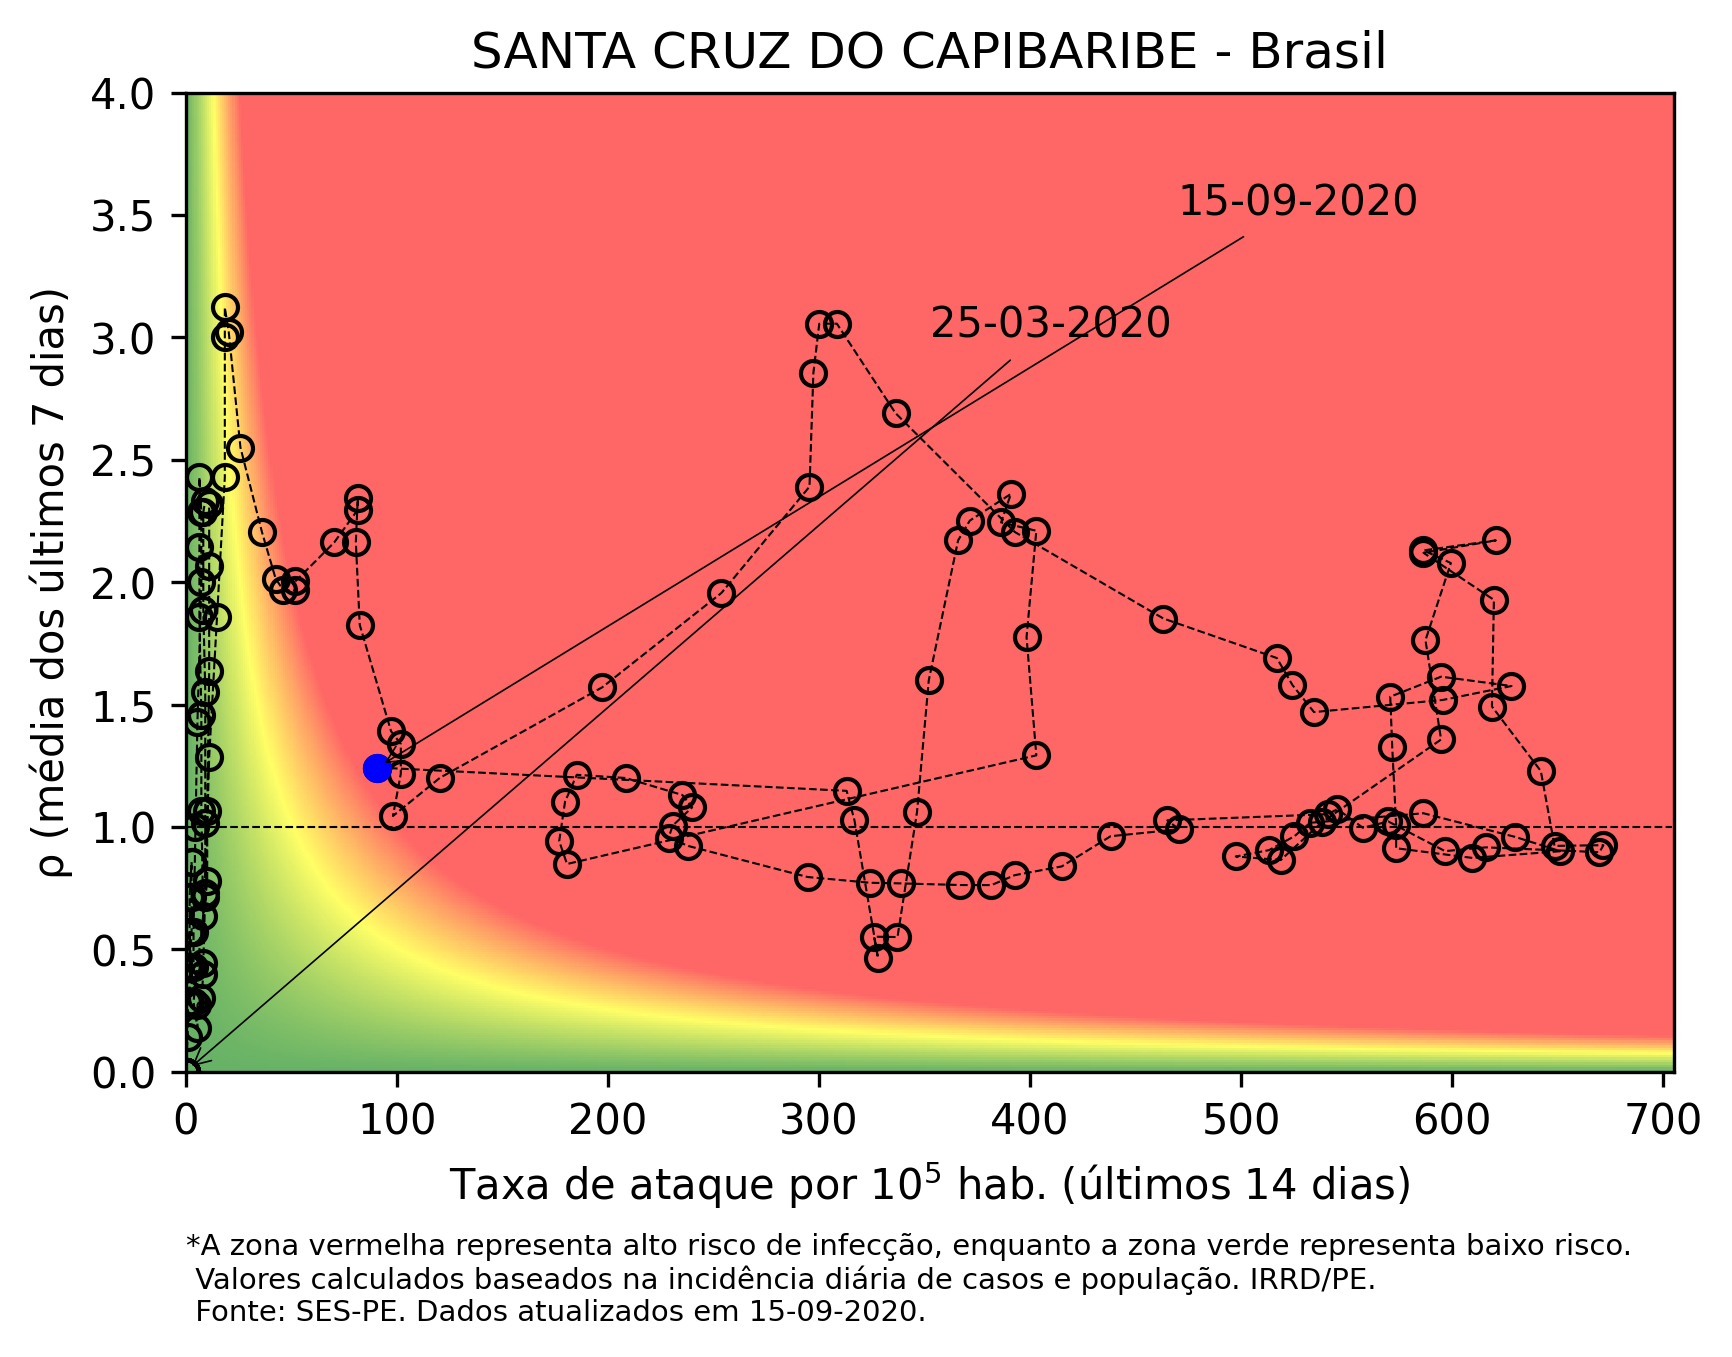 SANTA CRUZ DO CAPIBARIBE - Brasil
4.0
3.5
3.0
2.5
2.0
1.5
1.0
0.5
0.0
ρ (média dos últimos 7 dias)
15-09-2020
25-03-2020
0 100 200 300 400 500 600 700
Taxa de ataque por 10⁵ hab. (últimos 14 dias)
*A zona vermelha representa alto risco de infecção, enquanto a zona verde representa baixo risco.
Valores calculados baseados na incidência diária de casos e população. IRRD/PE.
Fonte: SES-PE. Dados atualizados em 15-09-2020.